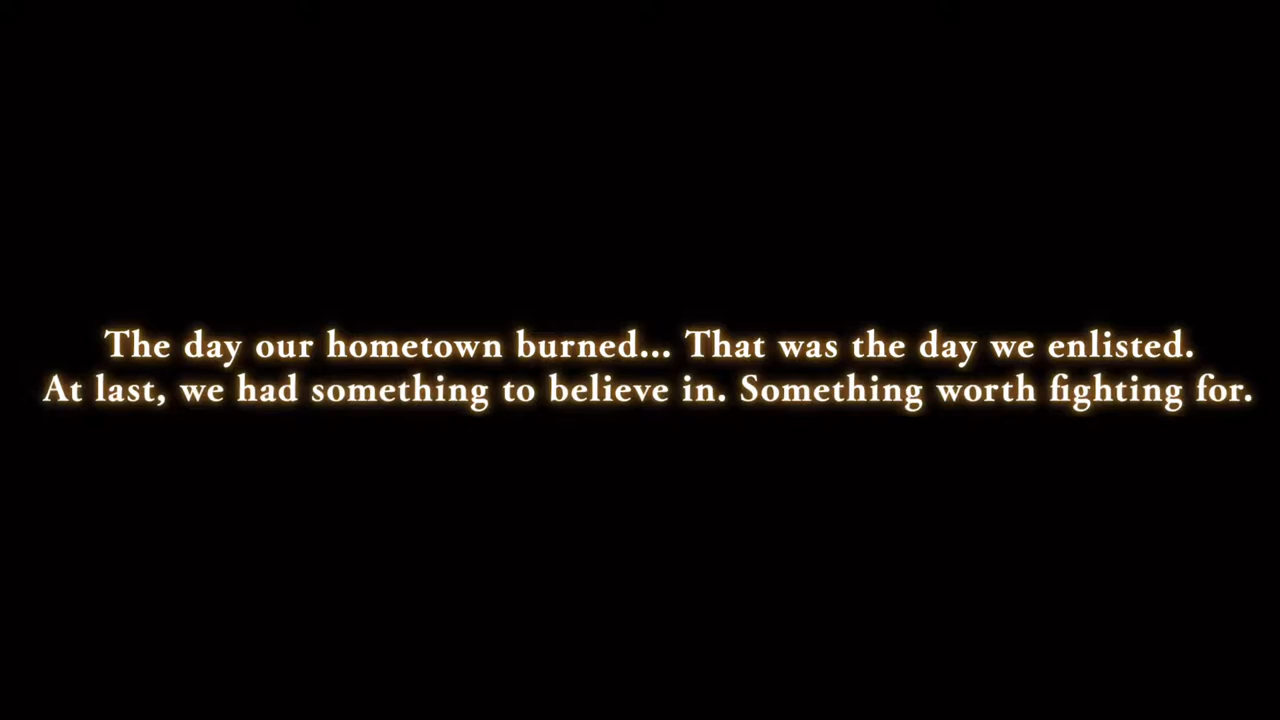 The day our hometown burned... That was the day we enlisted.
At last, we had something to believe in. Something worth fighting for.